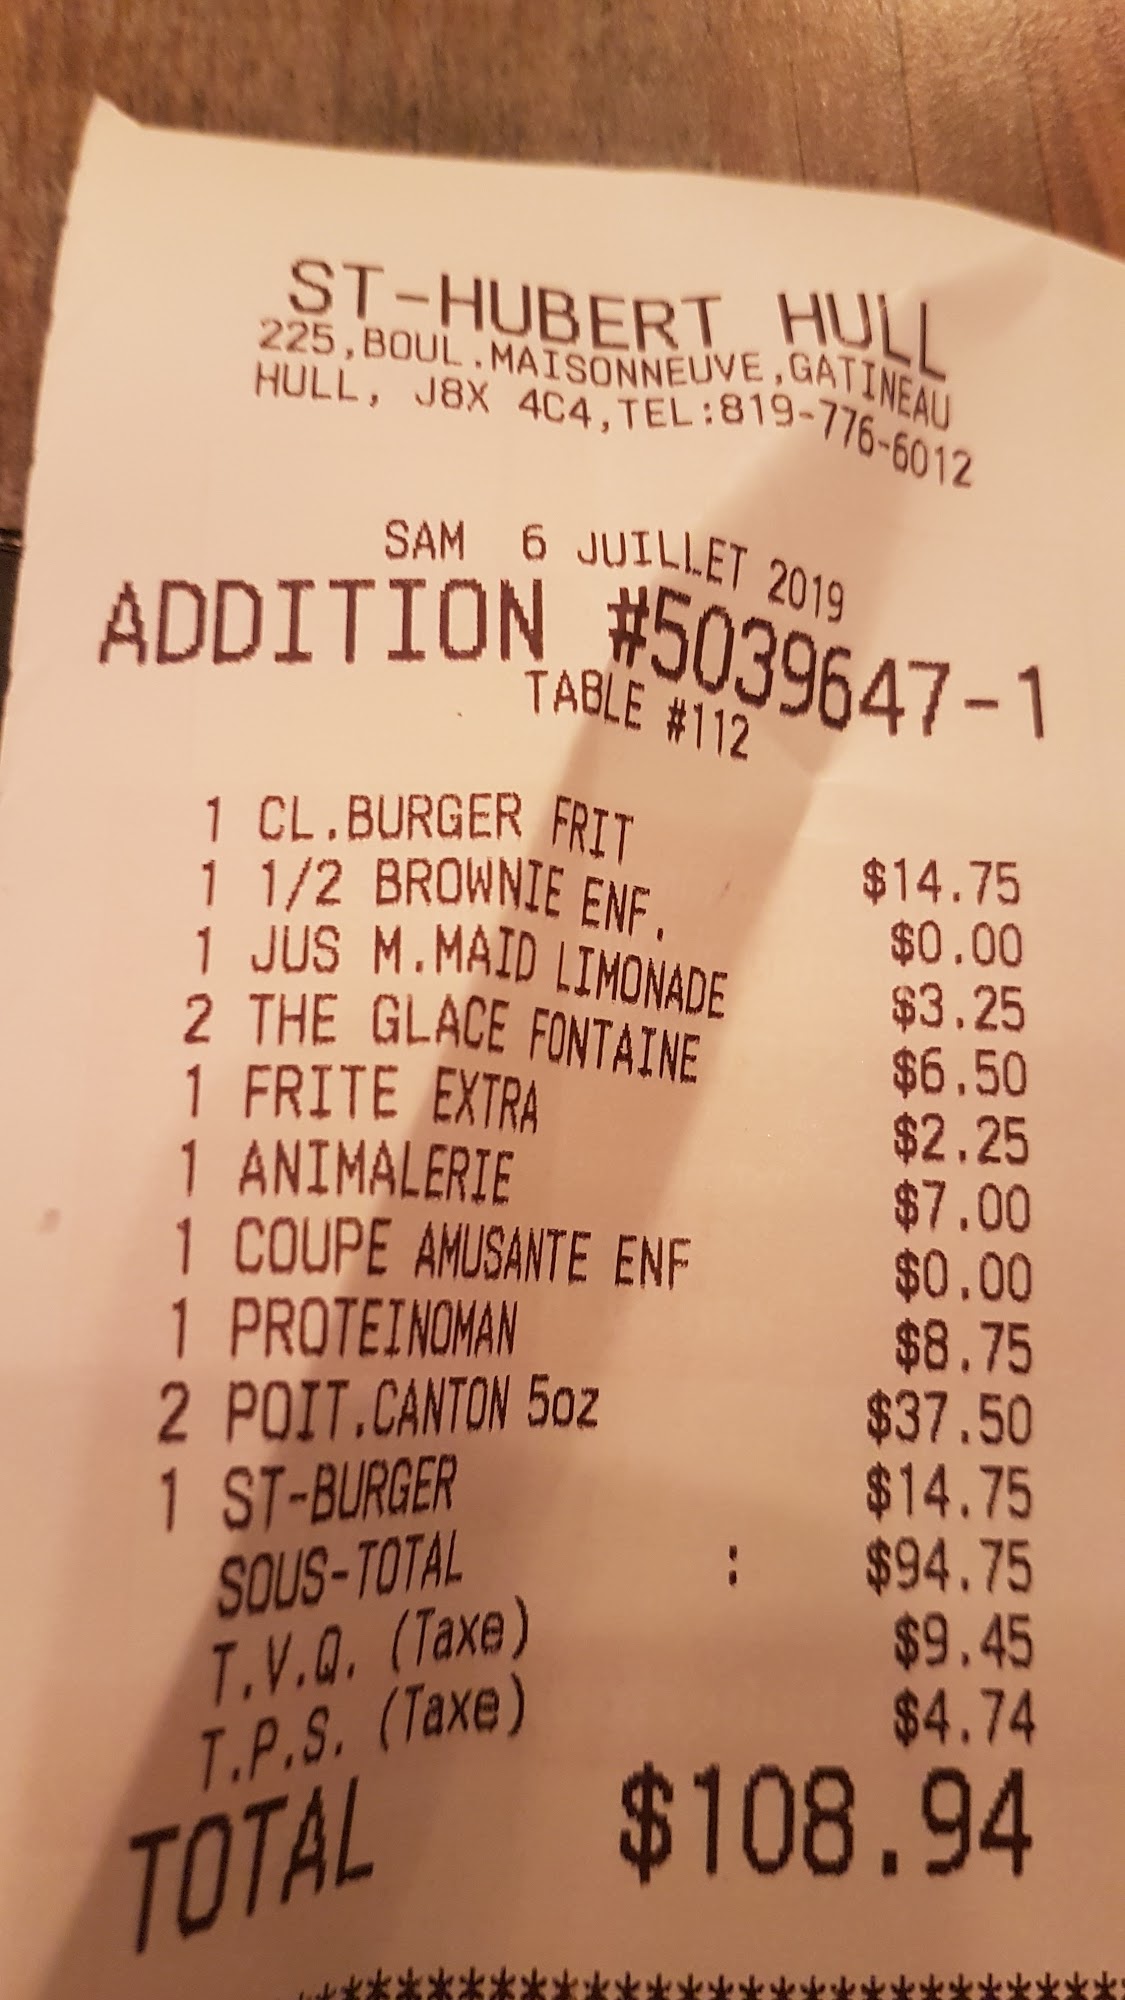 ST-HUBERT HULL
225,BOUL.MAISONNEUVE,GATINEAU
HULL, J8X 4C4,TEL:819-776-6012
SAM 6 JUILLET 2019
ADDITION #5039647-1
TABLE #112
1 CL.BURGER FRIT $14.75
1 1/2 BROWNIE ENF. $0.00
1 JUS M.MAID LIMONADE $3.25
2 THE GLACE FONTAINE $6.50
1 FRITE EXTRA $2.25
1 ANIMALERIE $7.00
1 COUPE AMUSANTE ENF $0.00
1 PROTEINOMAN $8.75
2 POIT.CANTON 5oz $37.50
1 ST-BURGER $14.75
SOUS-TOTAL : $94.75
T.V.Q. (Taxe) $9.45
T.P.S. (Taxe) $4.74
TOTAL $108.94